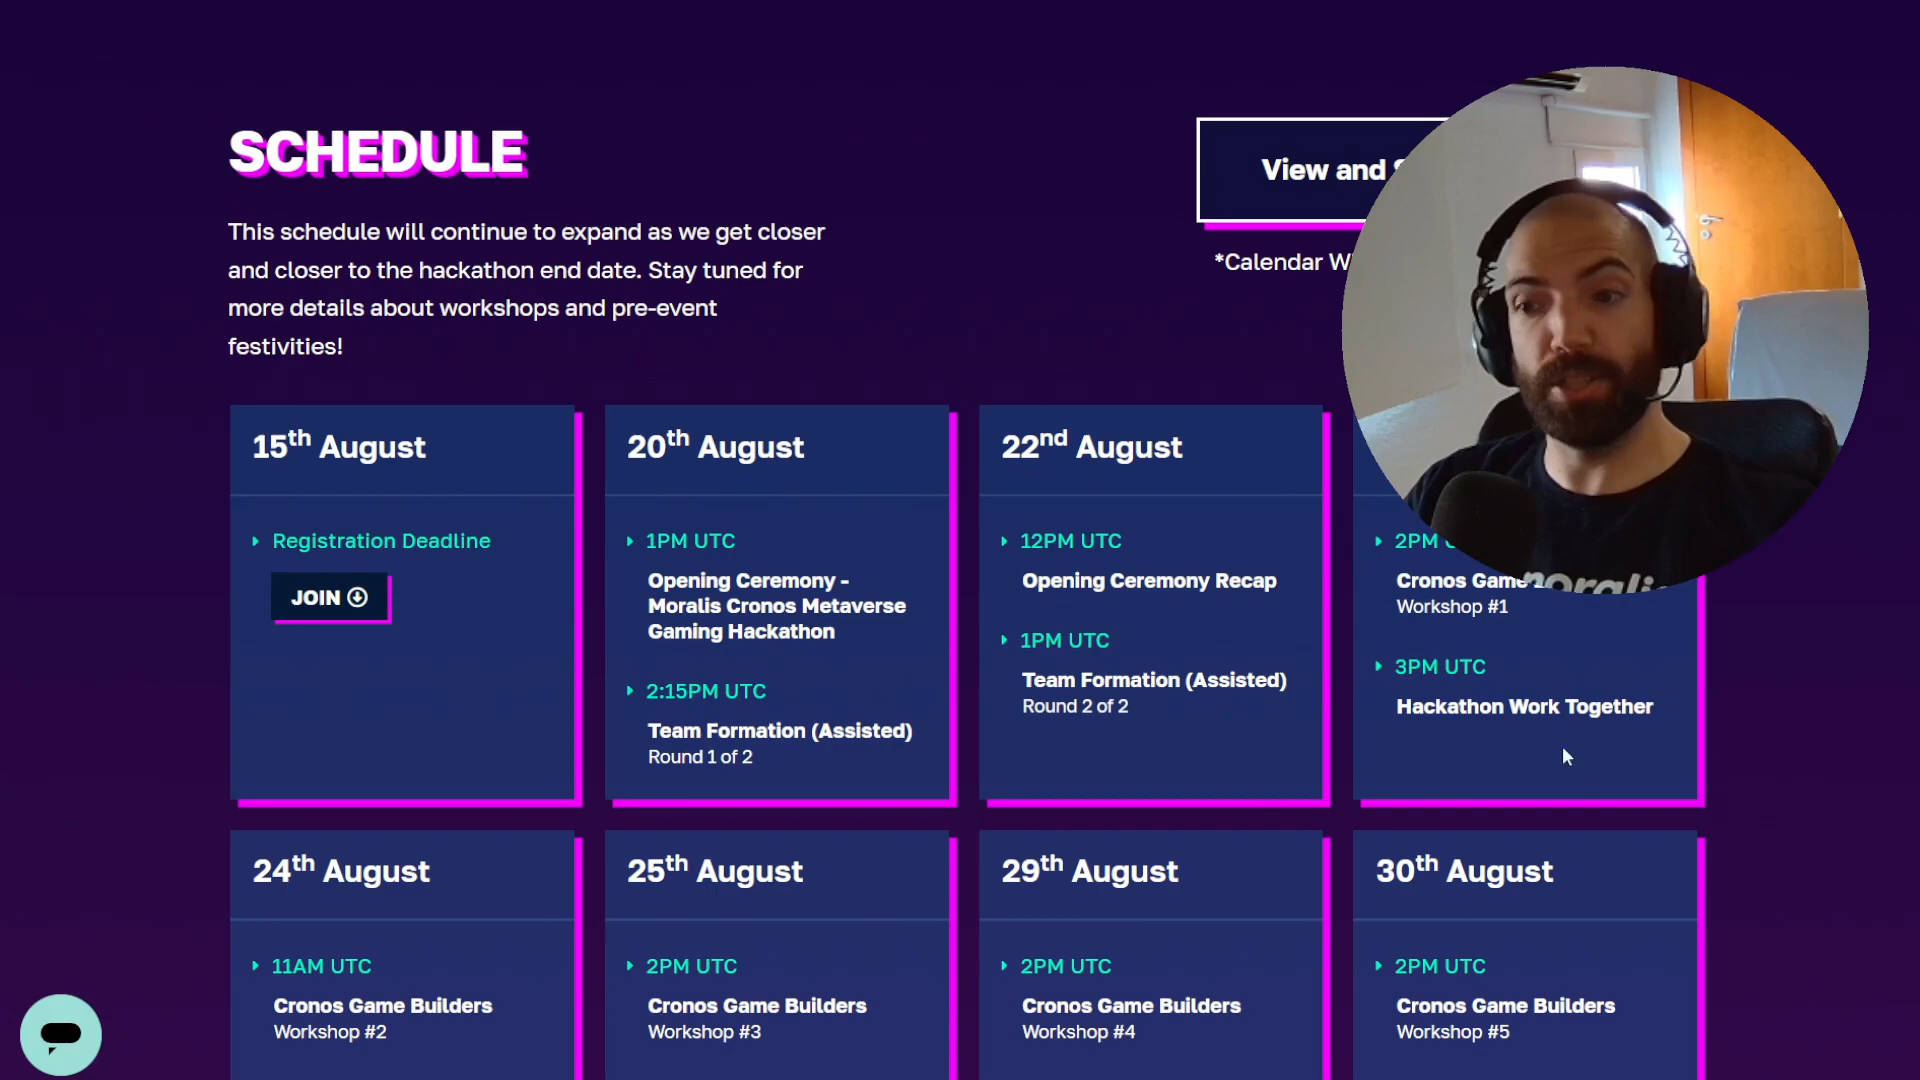 SCHEDULE
This schedule will continue to expand as we get closer
and closer to the hackathon end date. Stay tuned for
more details about workshops and pre-event
festivities!
View and
*Calendar
15th August
Registration Deadline
JOIN
20th August
1PM UTC
Opening Ceremony -
Moralis Cronos Metaverse
Gaming Hackathon
2:15PM UTC
Team Formation (Assisted)
Round 1 of 2
22nd August
12PM UTC
Opening Ceremony Recap
1PM UTC
Team Formation (Assisted)
Round 2 of 2
2PM
Cronos Game
Workshop #1
3PM UTC
Hackathon Work Together
24th August
11AM UTC
Cronos Game Builders
Workshop #2
25th August
2PM UTC
Cronos Game Builders
Workshop #3
29th August
2PM UTC
Cronos Game Builders
Workshop #4
30th August
2PM UTC
Cronos Game Builders
Workshop #5